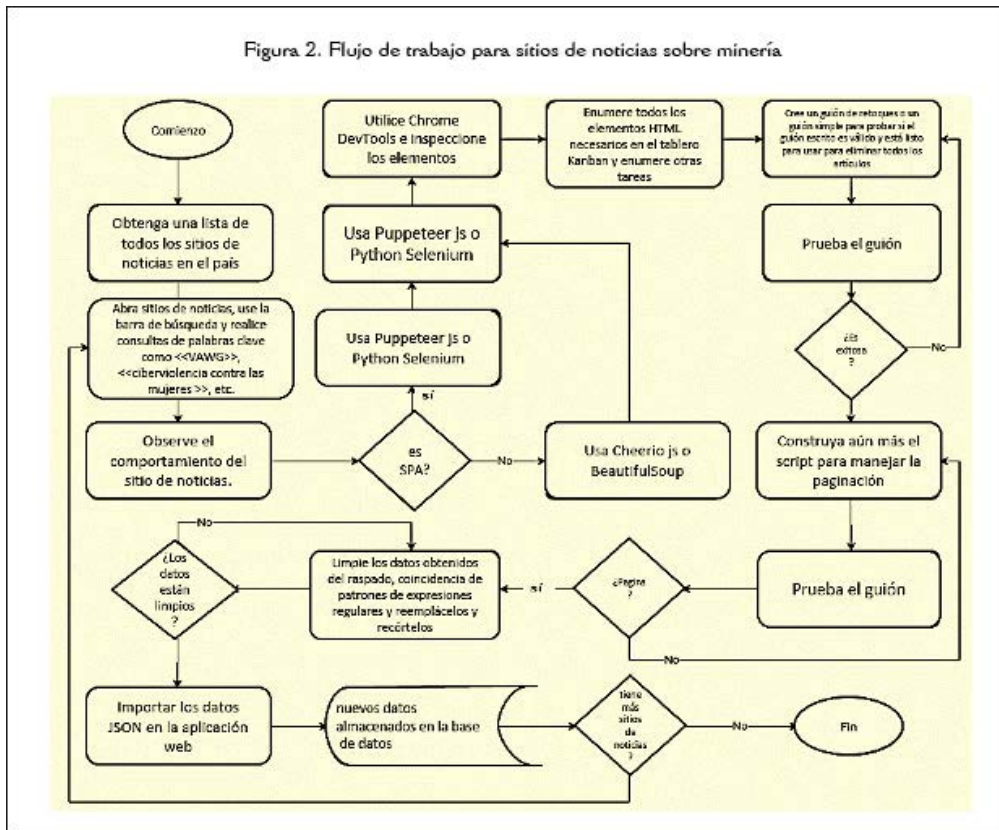 Figura 2. Flujo de trabajo para sitios de noticias sobre minería
Comienzo
Obtenga una lista de
todos los sitios de
noticias en el país
Abra sitios de noticias, use la
barra de búsqueda y realice
consultas de palabras clave
como <<VAWG>>,
<<ciberviolencia contra las
mujeres >>, etc.
Observe el
comportamiento del
sitio de noticias.
es
SPA?
sí
No
Usa Puppeteer js o
Python Selenium
Usa Cheerio js o
BeautifulSoup
Usa Puppeteer js o
Python Selenium
Utilice Chrome
DevTools e inspeccione
los elementos
Enumere todos los
elementos HTML
necesarios en el tablero
Kanban y enumere otras
tareas
Cree un guión de retoques o un
guión simple para probar si el
guión escrito es válido y está listo
para usar para eliminar todos los
artículos
Prueba el guión
¿Es
exitosa
?
No
Construya aún más el
script para manejar la
paginación
Prueba el guión
¿Pagina
?
No
sí
Limpie los datos obtenidos
del raspado, coincidencia de
patrones de expresiones
regulares y reemplácelos y
recórtelos
No
¿Los
datos
están
limpios
?
Importar los datos
JSON en la aplicación
web
nuevos datos
almacenados en la base
de datos
tiene
más
sitios
de
noticias
?
No
Fin